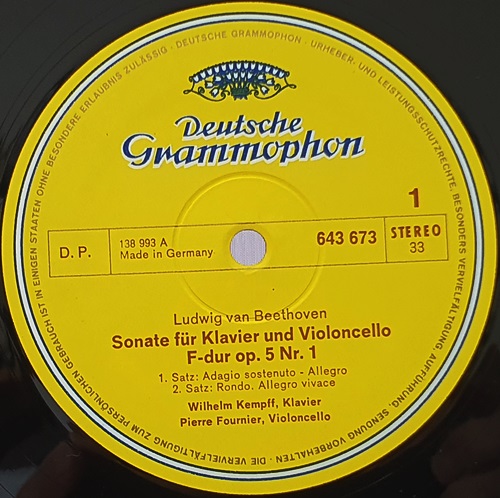 ZULÄSSIG · DEUTSCHE GRAMMOPHON · URHEBER- UND LEISTUNGSSCHUTZRECHTE, BESONDERS VERVIELFÄLTIGUNG, AUFFÜHRUNG, SENDUNG VORBEHALTEN · DIE VERVIELFÄLTIGUNG ZUM PERSÖNLICHEN GEBRAUCH IST IN EINIGEN STAATEN OHNE BESONDERE ERLAUBNIS
Deutsche
Grammophon
1
D. P.
138 993 A
Made in Germany
643 673
STEREO
33
Ludwig van Beethoven
Sonate für Klavier und Violoncello
F-dur op. 5 Nr. 1
1. Satz: Adagio sostenuto - Allegro
2. Satz: Rondo. Allegro vivace
Wilhelm Kempff, Klavier
Pierre Fournier, Violoncello